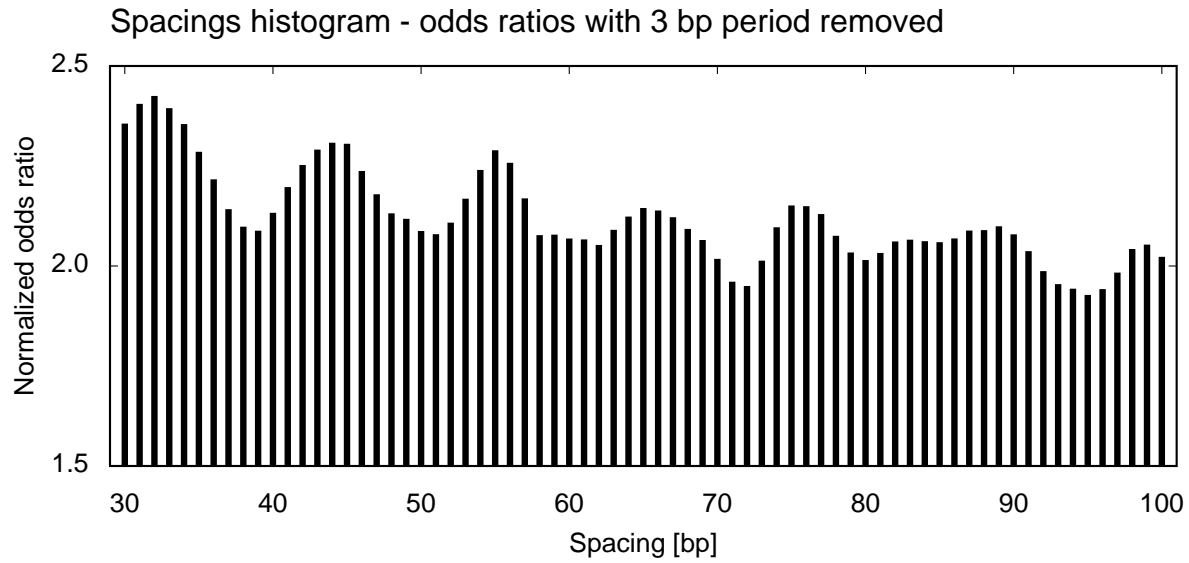 Spacings histogram - odds ratios with 3 bp period removed
2.5
2.0
1.5
Normalized odds ratio
30 40 50 60 70 80 90 100
Spacing [bp]